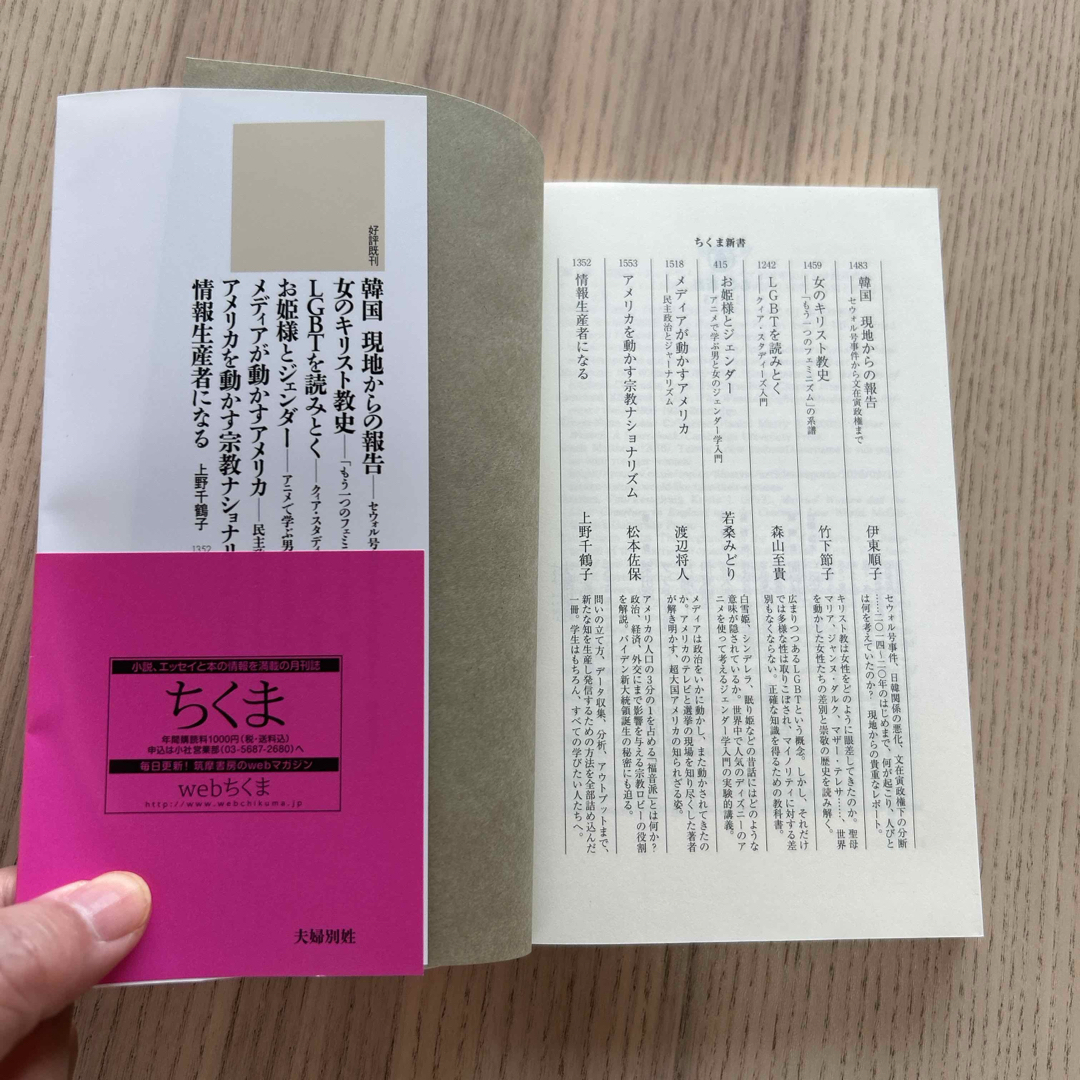 好評既刊
韓国 現地からの報告――セウォル号
女のキリスト教史――「もう一つのフェミ
LGBTを読みとく――クィア・スタディ
お姫様とジェンダー――アニメで学ぶ男
メディアが動かすアメリカ――民主
アメリカを動かす宗教ナショナリ
情報生産者になる 上野千鶴子 1352
小説、エッセイと本の情報を満載の月刊誌
ちくま
年間購読料1000円(税・送料込)
申込は小社営業部(03-5687-2680)へ
毎日更新! 筑摩書房のwebマガジン
webちくま
http://www.webchikuma.jp
夫婦別姓
ちくま新書
1483
韓国 現地からの報告
――セウォル号事件から文在寅政権まで
伊東順子
セウォル号事件、日韓関係の悪化、文在寅政権下の分断
……二〇一四~二〇年のはじめまで、何が起こり、人びと
は何を考えていたのか? 現地からの貴重なレポート。
1459
女のキリスト教史
――「もう一つのフェミニズム」の系譜
竹下節子
キリスト教は女性をどのように眼差してきたのか。聖母
マリア、ジャンヌ・ダルク、マザー・テレサ……、世界
を動かした女性たちの差別と崇敬の歴史を読み解く。
1242
LGBTを読みとく
――クィア・スタディーズ入門
森山至貴
広まりつつあるLGBTという概念。しかし、それだけ
では多様な性は取りこぼされ、マイノリティに対する差
別もなくならない。正確な知識を得るための教科書。
415
お姫様とジェンダー
――アニメで学ぶ男と女のジェンダー学入門
若桑みどり
白雪姫、シンデレラ、眠り姫などの昔話にはどのような
意味が隠されているか。世界中で人気のディズニーのア
ニメを使って考えるジェンダー学入門の実験的講義。
1518
メディアが動かすアメリカ
――民主政治とジャーナリズム
渡辺将人
メディアは政治をいかに動かし、また動かされてきたの
か。アメリカのテレビと選挙の現場を知り尽くした著者
が解き明かす、超大国アメリカの知られざる姿。
1553
アメリカを動かす宗教ナショナリズム
松本佐保
アメリカの人口の3分の1を占める「福音派」とは何か?
政治、経済、外交にまで影響を与える宗教ロビーの役割
を解説。バイデン新大統領誕生の秘密にも迫る。
1352
情報生産者になる
上野千鶴子
問いの立て方、データ収集、分析、アウトプットまで、
新たな知を生産し発信するための方法を全部詰め込んだ
一冊。学生はもちろん、すべての学びたい人たちへ。